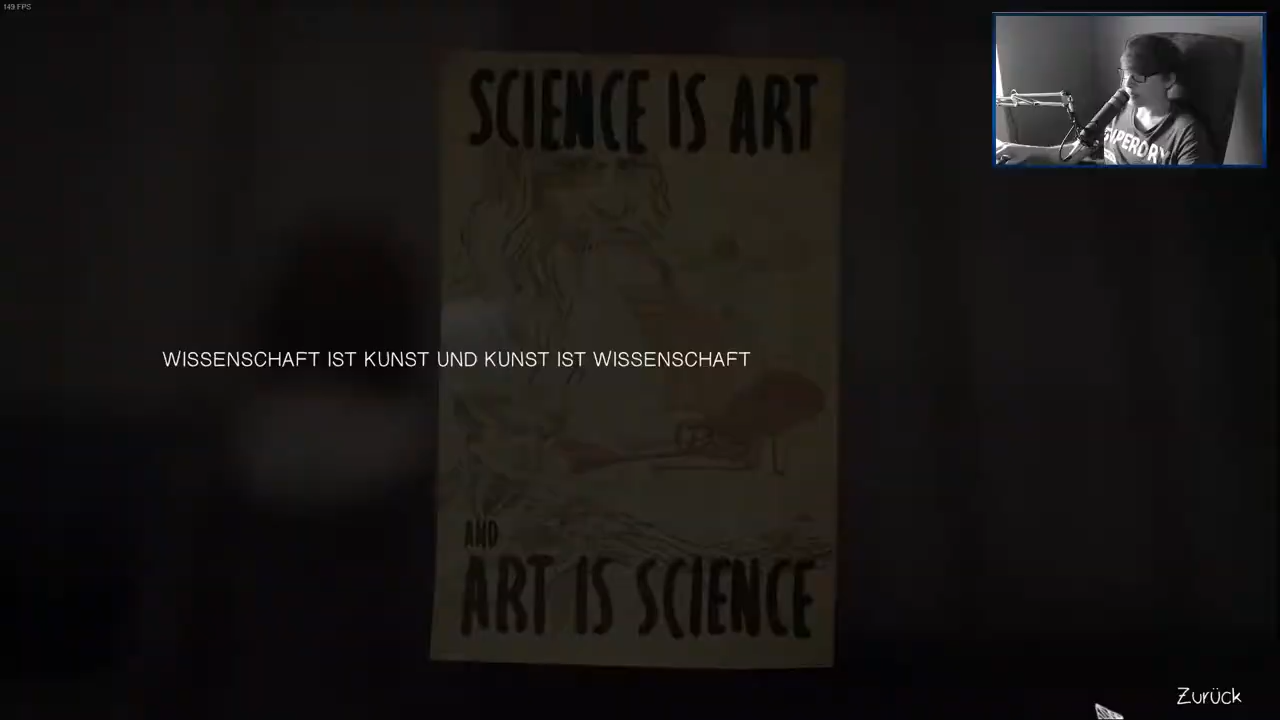 149 FPS
SCIENCE IS ART
SUPERDRY
WISSENSCHAFT IST KUNST UND KUNST IST WISSENSCHAFT
AND
ART IS SCIENCE
Zurück